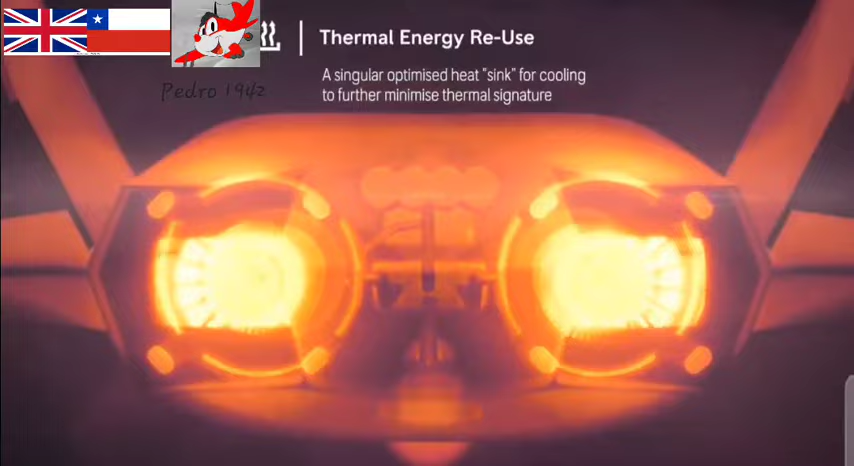 Thermal Energy Re-Use
A singular optimised heat "sink" for cooling
to further minimise thermal signature
Pedro 1942